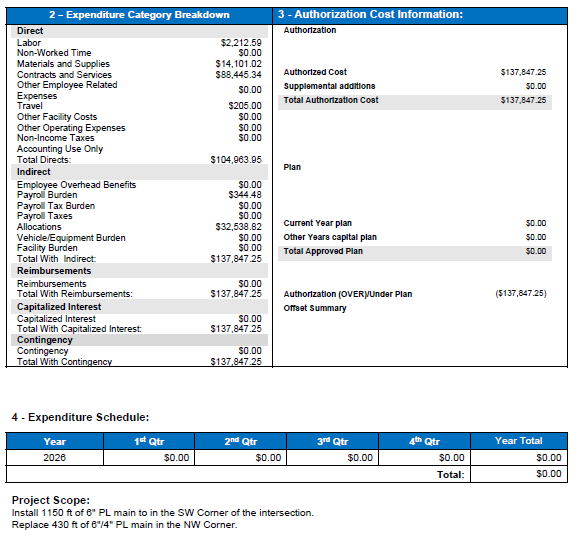 2 – Expenditure Category Breakdown
Direct
Labor $2,212.59
Non-Worked Time $0.00
Materials and Supplies $14,101.02
Contracts and Services $88,445.34
Other Employee Related
Expenses $0.00
Travel $205.00
Other Facility Costs $0.00
Other Operating Expenses $0.00
Non-Income Taxes $0.00
Accounting Use Only
Total Directs: $104,963.95
Indirect
Employee Overhead Benefits $0.00
Payroll Burden $344.48
Payroll Tax Burden $0.00
Payroll Taxes $0.00
Allocations $32,538.82
Vehicle/Equipment Burden $0.00
Facility Burden $0.00
Total With Indirect: $137,847.25
Reimbursements
Reimbursements $0.00
Total With Reimbursements: $137,847.25
Capitalized Interest
Capitalized Interest $0.00
Total With Capitalized Interest: $137,847.25
Contingency
Contingency $0.00
Total With Contingency $137,847.25
3 - Authorization Cost Information:
Authorization
Authorized Cost $137,847.25
Supplemental additions $0.00
Total Authorization Cost $137,847.25
Plan
Current Year plan $0.00
Other Years capital plan $0.00
Total Approved Plan $0.00
Authorization (OVER)/Under Plan ($137,847.25)
Offset Summary
4 - Expenditure Schedule:
Year 1st Qtr 2nd Qtr 3rd Qtr 4th Qtr Year Total
2026 $0.00 $0.00 $0.00 $0.00 $0.00
Total: $0.00
Project Scope:
Install 1150 ft of 6" PL main to in the SW Corner of the intersection.
Replace 430 ft of 6"/4" PL main in the NW Corner.